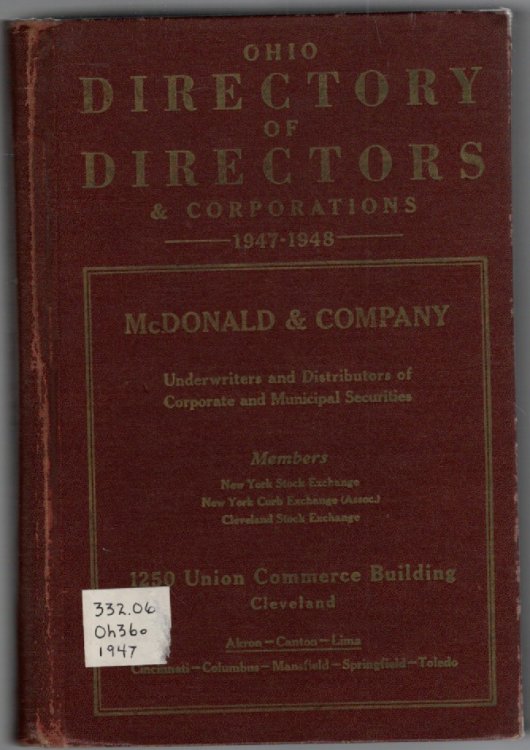 OHIO
DIRECTORY
OF
DIRECTORS
& CORPORATIONS
1947-1948
McDONALD & COMPANY
Underwriters and Distributors of
Corporate and Municipal Securities
Members
New York Stock Exchange
New York Curb Exchange (Assoc.)
Cleveland Stock Exchange
1250 Union Commerce Building
Cleveland
332.06
Oh36o
1947
Akron—Canton—Lima
Cincinnati—Columbus—Mansfield—Springfield—Toledo